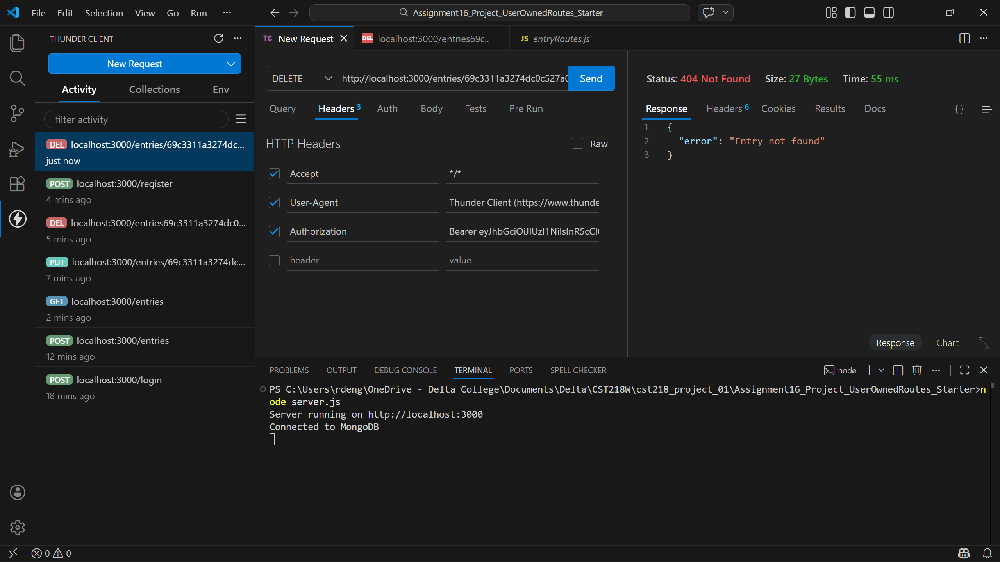 File Edit Selection View Go Run ···
Assignment16_Project_UserOwnedRoutes_Starter
THUNDER CLIENT
New Request
Activity Collections Env
filter activity
DEL localhost:3000/entries/69c3311a3274dc...
just now
POST localhost:3000/register
4 mins ago
DEL localhost:3000/entries69c3311a3274dc0...
5 mins ago
PUT localhost:3000/entries/69c3311a3274dc...
7 mins ago
GET localhost:3000/entries
2 mins ago
POST localhost:3000/entries
12 mins ago
POST localhost:3000/login
18 mins ago
TC New Request
DEL localhost:3000/entries69c..
JS entryRoutes.js
DELETE http://localhost:3000/entries/69c3311a3274dc0c527a0 Send
Query Headers 3 Auth Body Tests Pre Run
HTTP Headers Raw
Accept */*
User-Agent Thunder Client (https://www.thunde
Authorization Bearer eyJhbGciOiJIUzI1NiIsInR5cCI6
header value
Status: 404 Not Found Size: 27 Bytes Time: 55 ms
Response Headers 6 Cookies Results Docs { }
1 {
2 "error": "Entry not found"
3 }
Response Chart
PROBLEMS OUTPUT DEBUG CONSOLE TERMINAL PORTS SPELL CHECKER
node
PS C:\Users\rdeng\OneDrive - Delta College\Documents\Delta\CST218W\cst218_project_01\Assignment16_Project_UserOwnedRoutes_Starter>n
ode server.js
Server running on http://localhost:3000
Connected to MongoDB
0 0